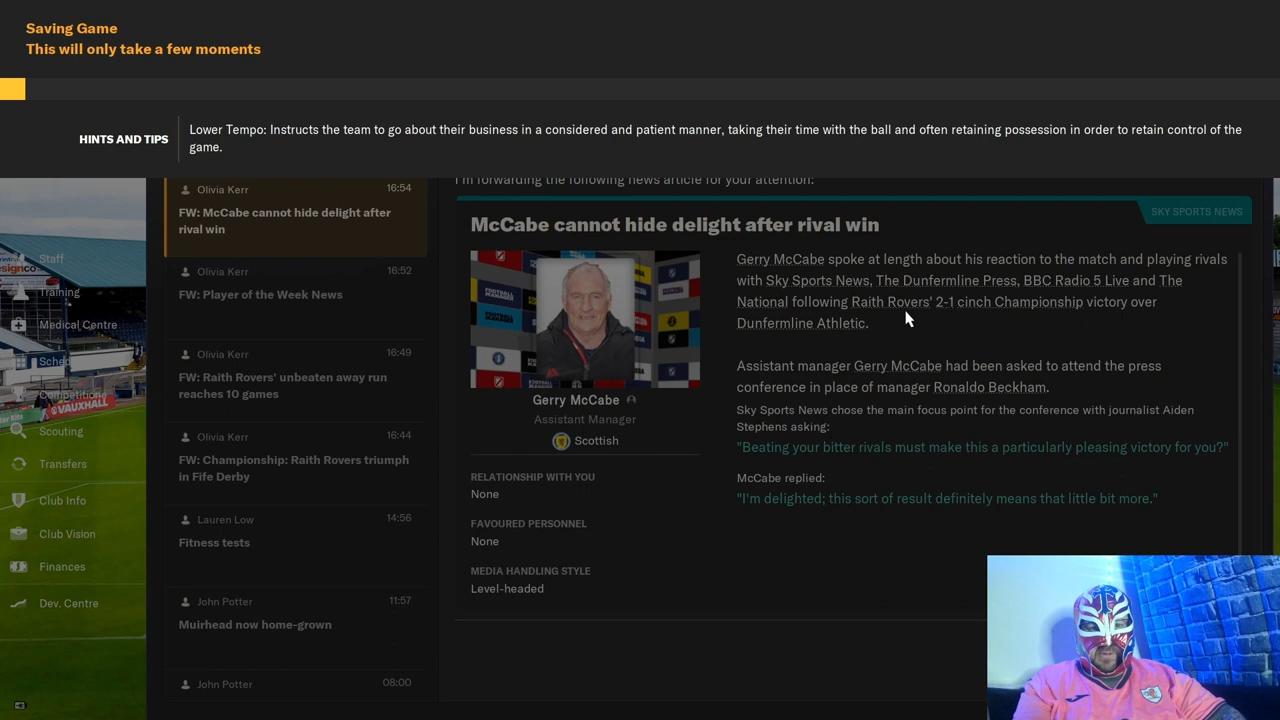 Saving Game
This will only take a few moments
HINTS AND TIPS
Lower Tempo: Instructs the team to go about their business in a considered and patient manner, taking their time with the ball and often retaining possession in order to retain control of the
game.
Staff
Training
Medical Centre
Sched
Competitions
Scouting
Transfers
Club Info
Club Vision
Finances
Dev. Centre
VAUXHALL
Olivia Kerr 16:54
FW: McCabe cannot hide delight after
rival win
Olivia Kerr 16:52
FW: Player of the Week News
Olivia Kerr 16:49
FW: Raith Rovers' unbeaten away run
reaches 10 games
Olivia Kerr 16:44
FW: Championship: Raith Rovers triumph
in Fife Derby
Lauren Low 14:56
Fitness tests
John Potter 11:57
Muirhead now home-grown
John Potter 08:00
I'm forwarding the following news article for your attention:
McCabe cannot hide delight after rival win
SKY SPORTS NEWS
Gerry McCabe
Assistant Manager
Scottish
RELATIONSHIP WITH YOU
None
FAVOURED PERSONNEL
None
MEDIA HANDLING STYLE
Level-headed
Gerry McCabe spoke at length about his reaction to the match and playing rivals
with Sky Sports News, The Dunfermline Press, BBC Radio 5 Live and The
National following Raith Rovers' 2-1 cinch Championship victory over
Dunfermline Athletic.
Assistant manager Gerry McCabe had been asked to attend the press
conference in place of manager Ronaldo Beckham.
Sky Sports News chose the main focus point for the conference with journalist Aiden
Stephens asking:
"Beating your bitter rivals must make this a particularly pleasing victory for you?"
McCabe replied:
"I'm delighted; this sort of result definitely means that little bit more."